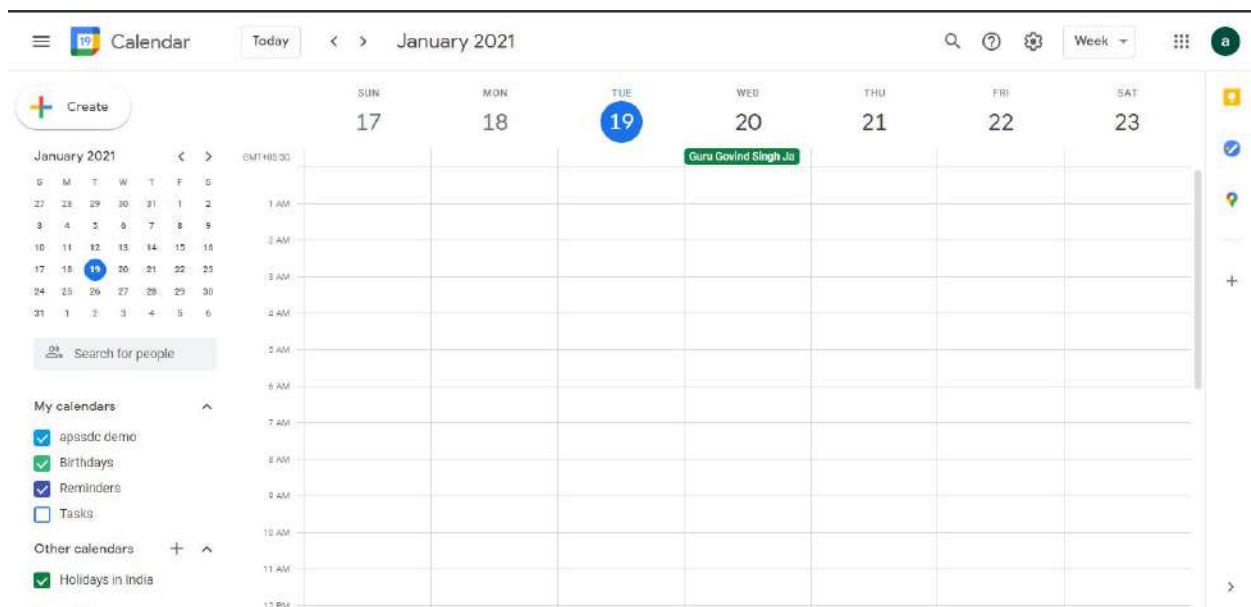 19 Calendar Today January 2021 Week a
Create
SUN MON TUE WED THU FRI SAT
17 18 19 20 21 22 23
January 2021
GMT+05:30 Guru Govind Singh Ja
S M T W T F S
27 28 29 30 31 1 2
3 4 5 6 7 8 9
10 11 12 13 14 15 16
17 18 19 20 21 22 23
24 25 26 27 28 29 30
31 1 2 3 4 5 6
Search for people
My calendars
apssdc demo
Birthdays
Reminders
Tasks
Other calendars
Holidays in India
1 AM
2 AM
3 AM
4 AM
5 AM
6 AM
7 AM
8 AM
9 AM
10 AM
11 AM
12 PM